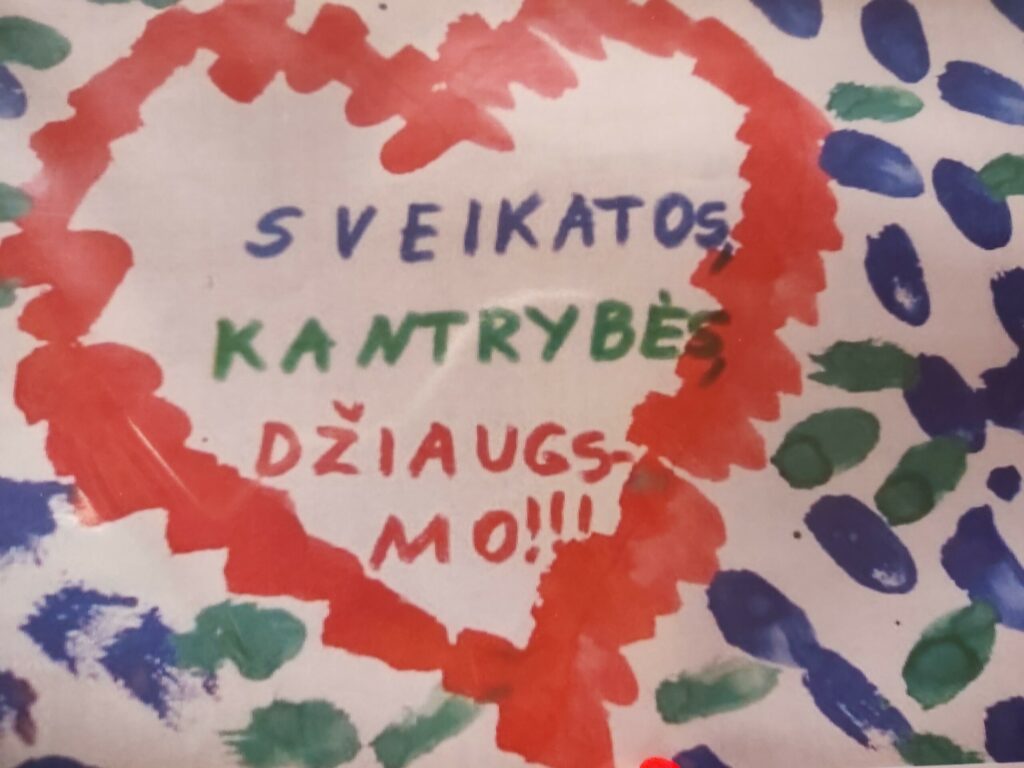 SVEIKATOS,
KANTRYBĖS,
DŽIAUGS-
MO!!!